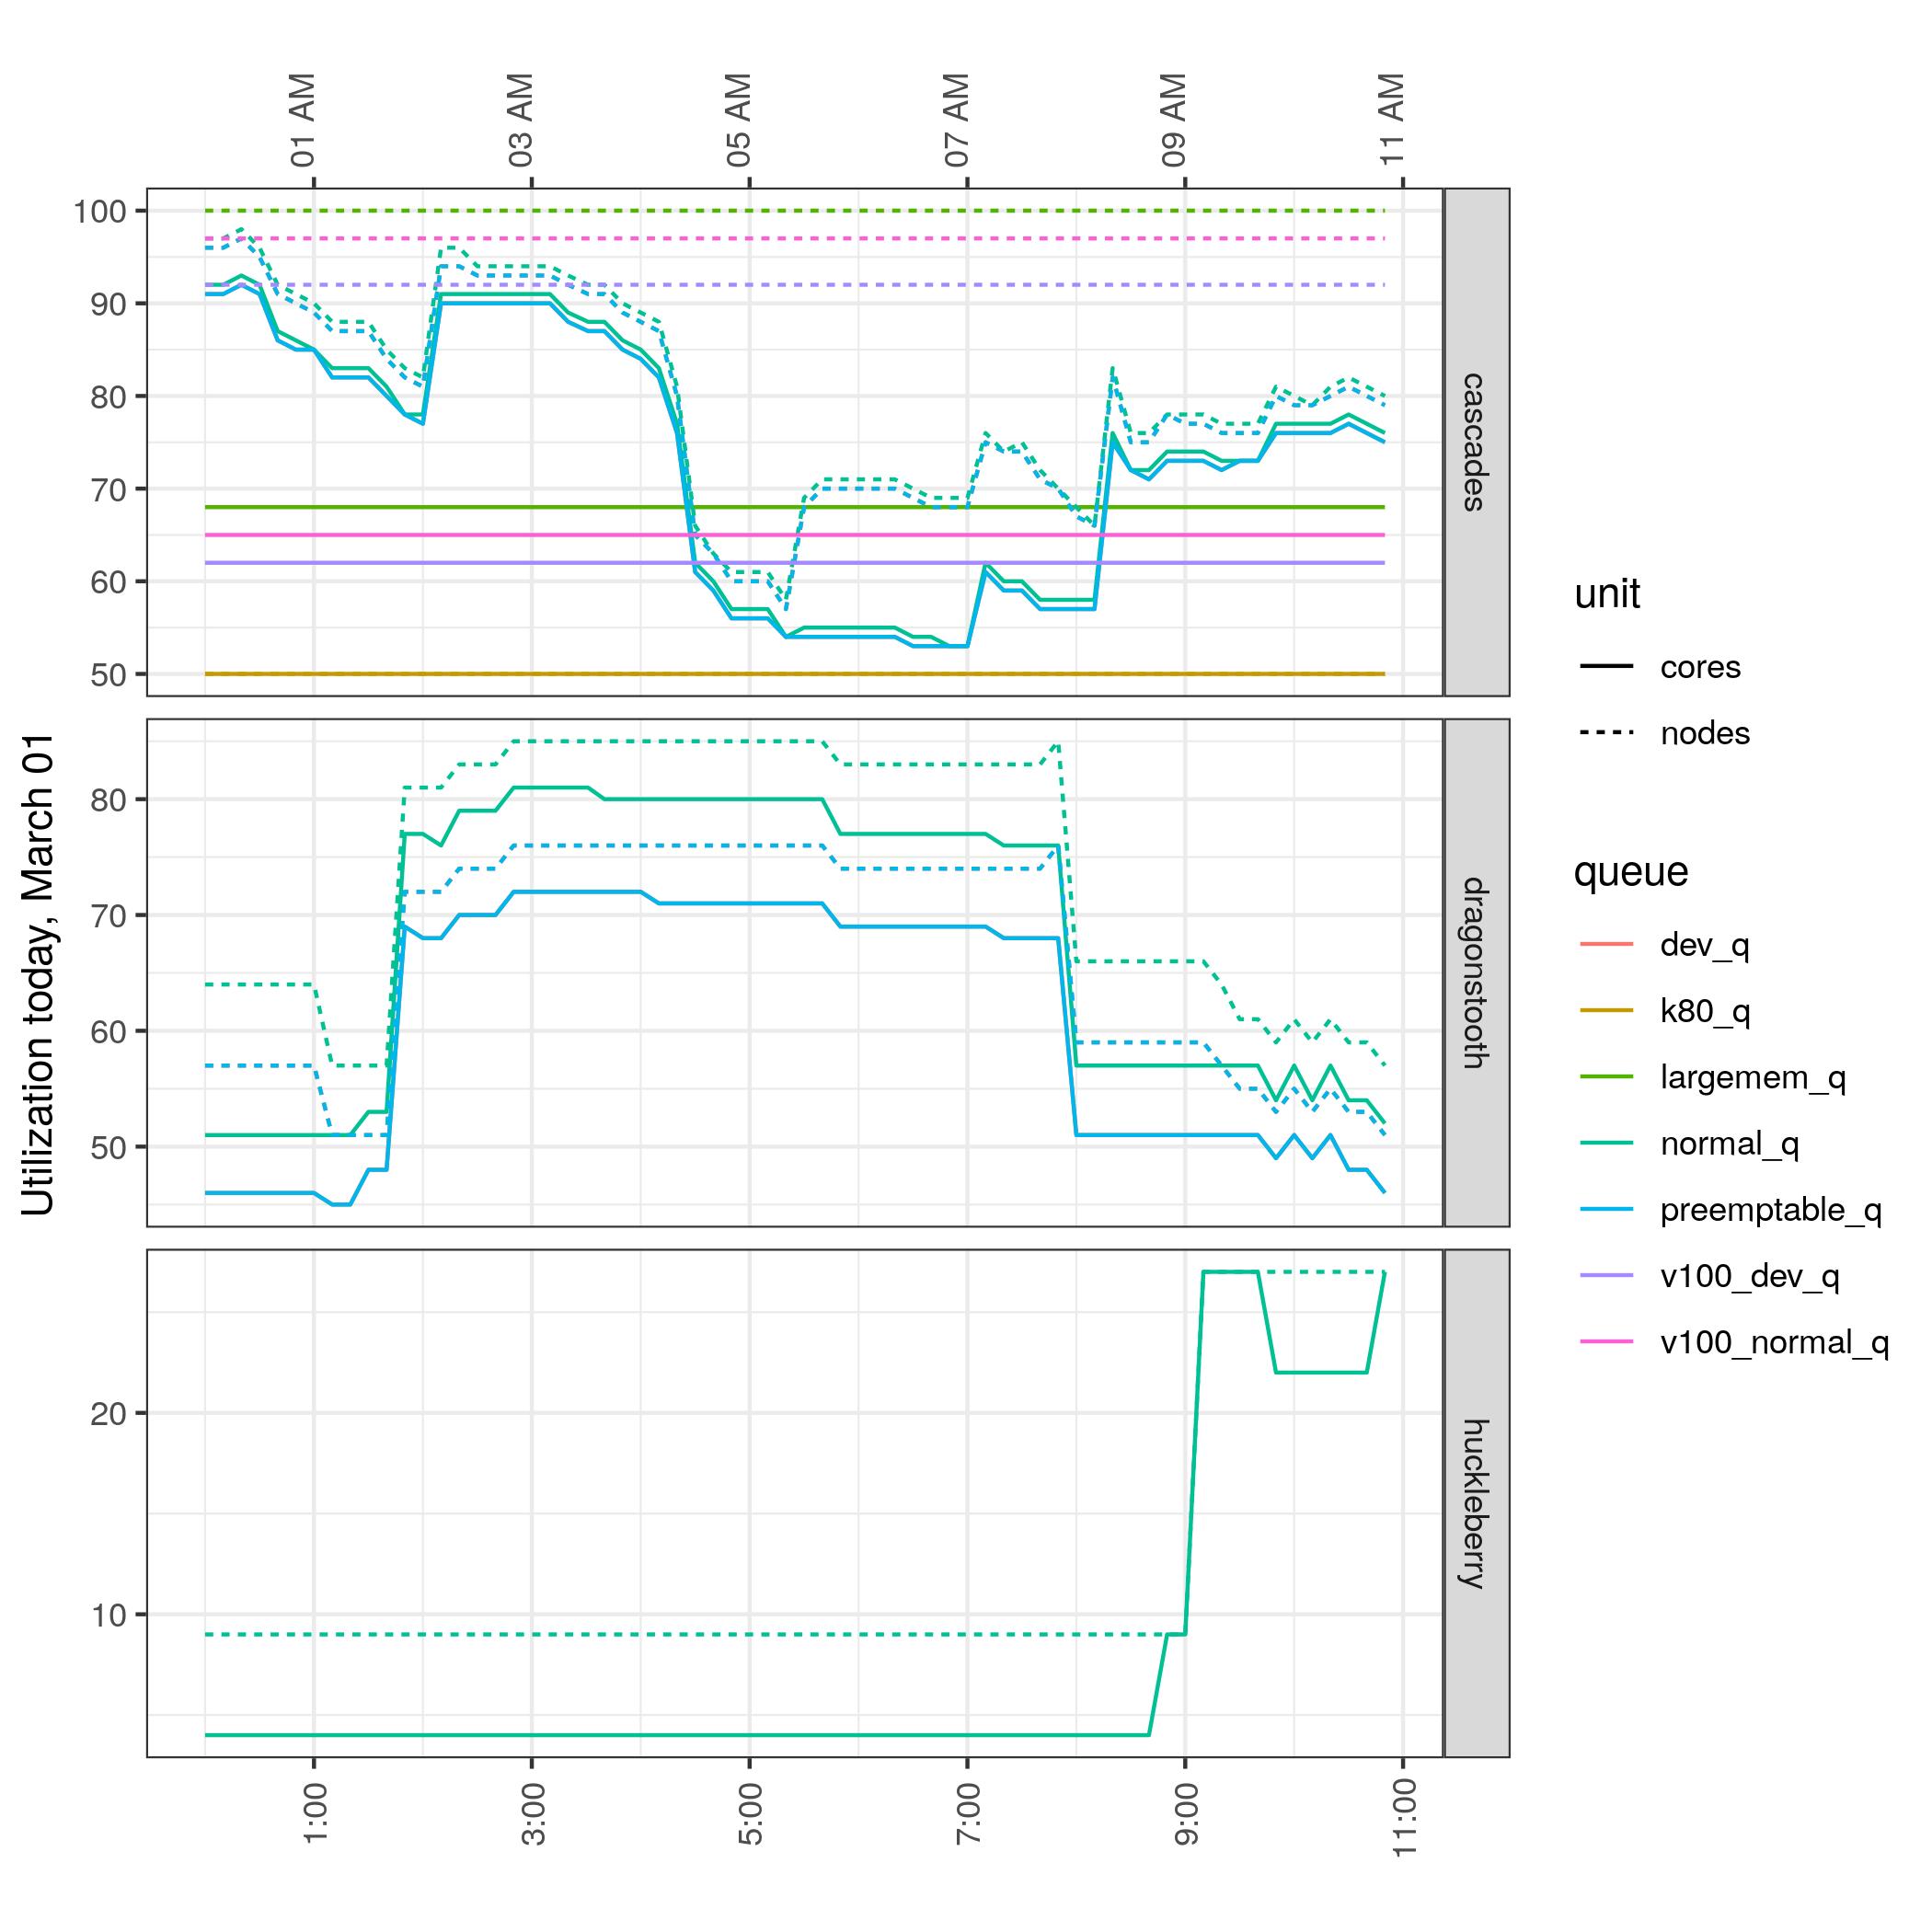 01 AM
03 AM
05 AM
07 AM
09 AM
11 AM
Utilization today, March 01
100
90
80
70
60
50
cascades
80
70
60
50
dragonstooth
20
10
huckleberry
1:00
3:00
5:00
7:00
9:00
11:00
unit
cores
nodes
queue
dev_q
k80_q
largemem_q
normal_q
preemptable_q
v100_dev_q
v100_normal_q